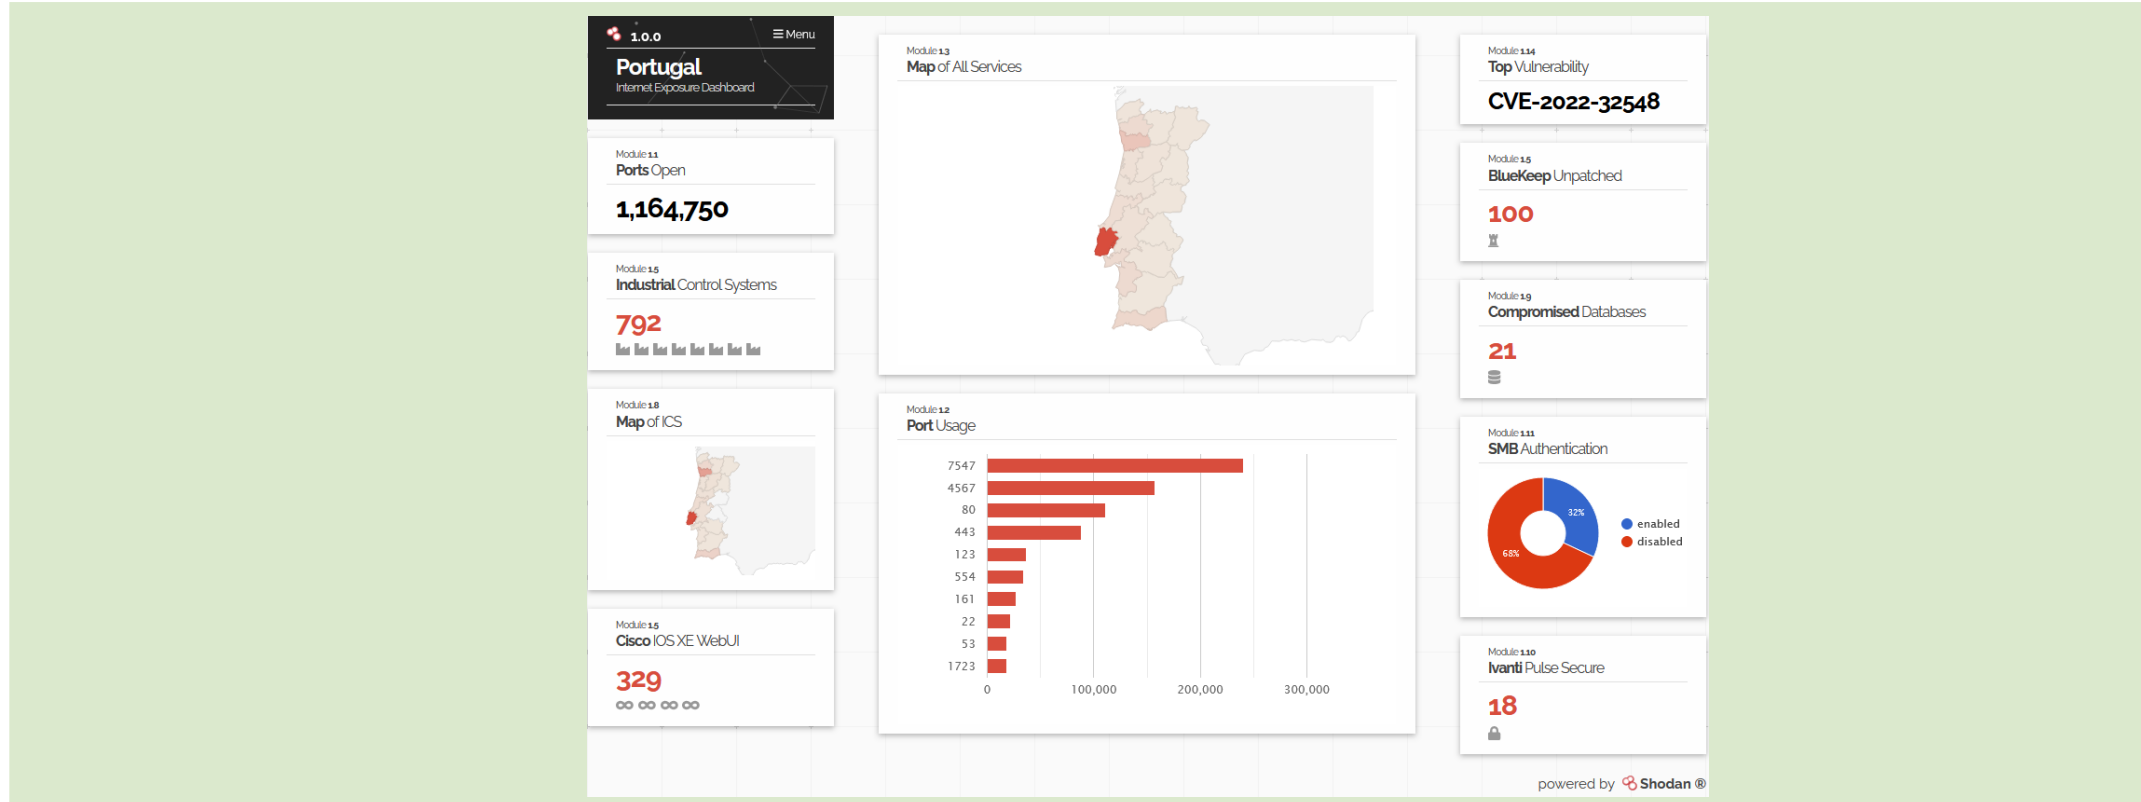 1.0.0
Menu
Portugal
Internet Exposure Dashboard
Module 1.1
Ports Open
1,164,750
Module 1.5
Industrial Control Systems
792
Module 1.8
Map of ICS
Module 1.5
Cisco IOS XE WebUI
329
Module 1.3
Map of All Services
Module 1.2
Port Usage
7547
4567
80
443
123
554
161
22
53
1723
0 100,000 200,000 300,000
Module 1.14
Top Vulnerability
CVE-2022-32548
Module 1.5
BlueKeep Unpatched
100
Module 1.9
Compromised Databases
21
Module 1.11
SMB Authentication
32%
68%
enabled
disabled
Module 1.10
Ivanti Pulse Secure
18
powered by Shodan ®